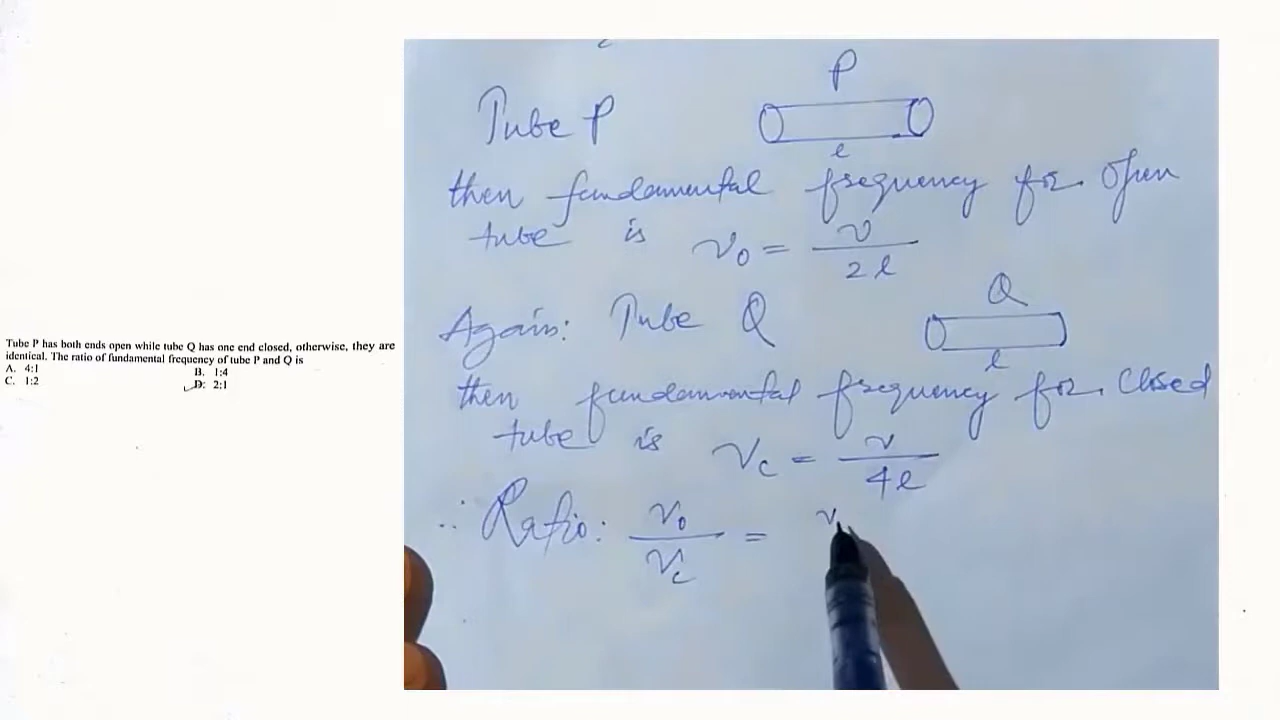 Tube P has both ends open while tube Q has one end closed, otherwise, they are
identical. The ratio of fundamental frequency of tube P and Q is
A. 4:1 B. 1:4
C. 1:2 D: 2:1
P
Tube P
l
then fundamental frequency for open
tube is ν₀ = v / 2l
Q
Again: Tube Q
l
then fundamental frequency for closed
tube is νc = v / 4l
∴ Ratio: ν₀ / νc = v